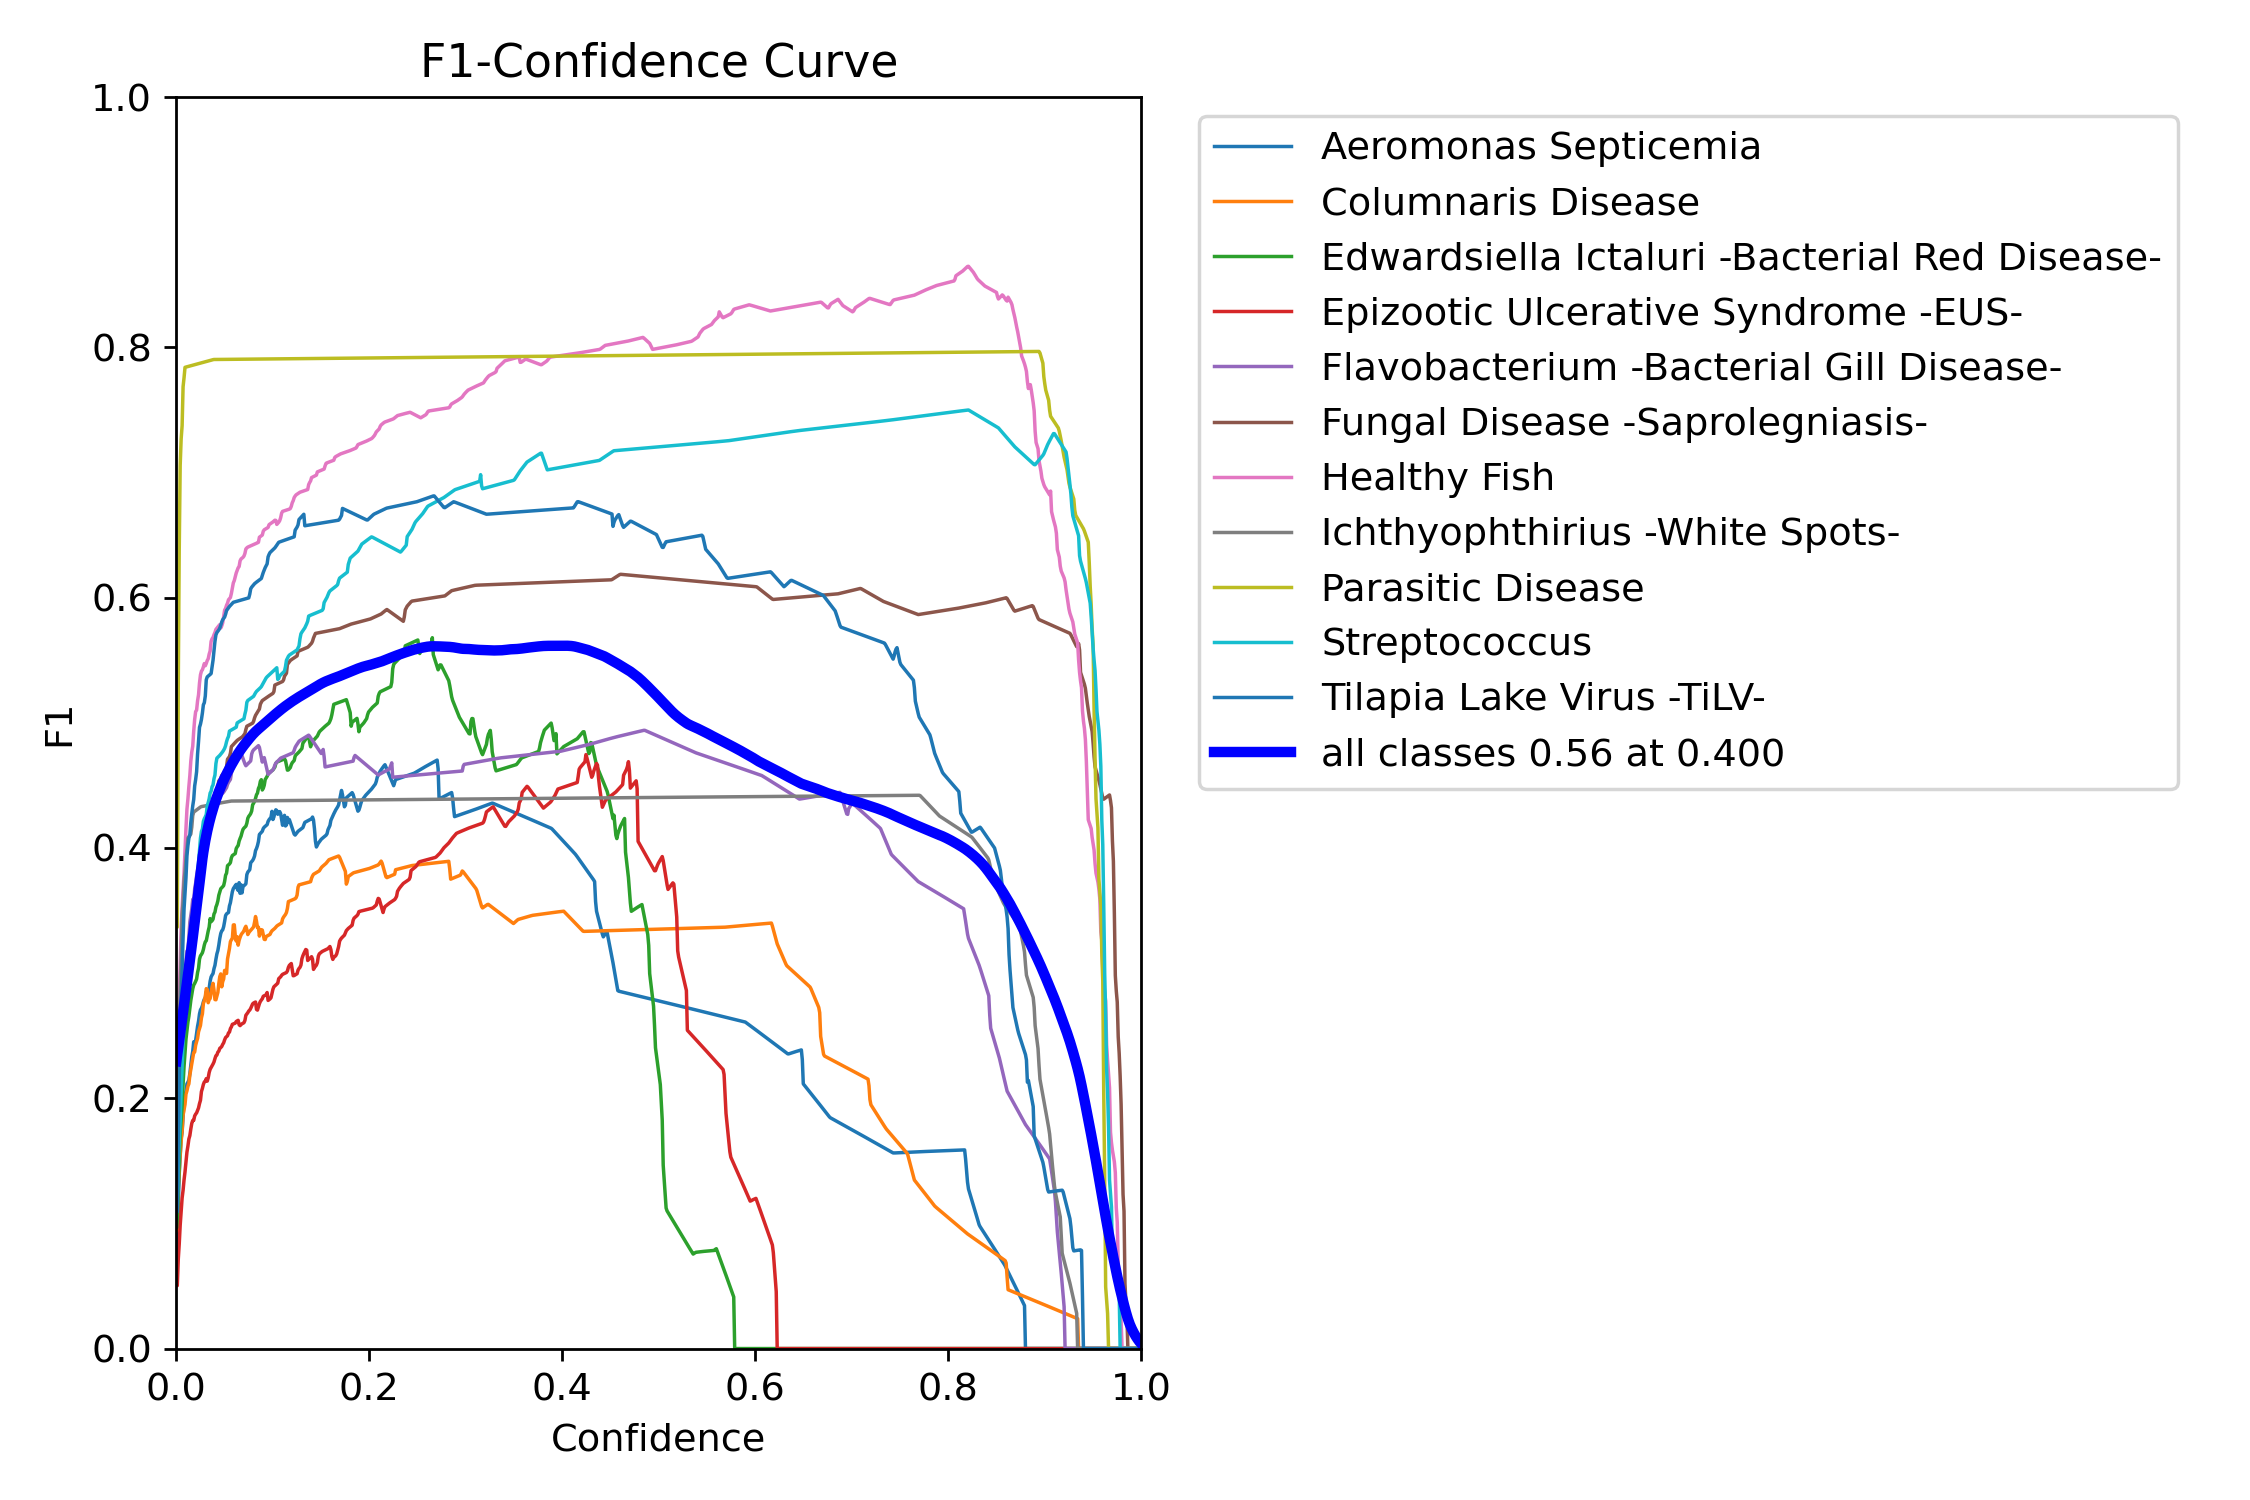 F1-Confidence Curve
1.0
0.8
0.6
0.4
0.2
0.0
F1
0.0 0.2 0.4 0.6 0.8 1.0
Confidence
Aeromonas Septicemia
Columnaris Disease
Edwardsiella Ictaluri -Bacterial Red Disease-
Epizootic Ulcerative Syndrome -EUS-
Flavobacterium -Bacterial Gill Disease-
Fungal Disease -Saprolegniasis-
Healthy Fish
Ichthyophthirius -White Spots-
Parasitic Disease
Streptococcus
Tilapia Lake Virus -TiLV-
all classes 0.56 at 0.400